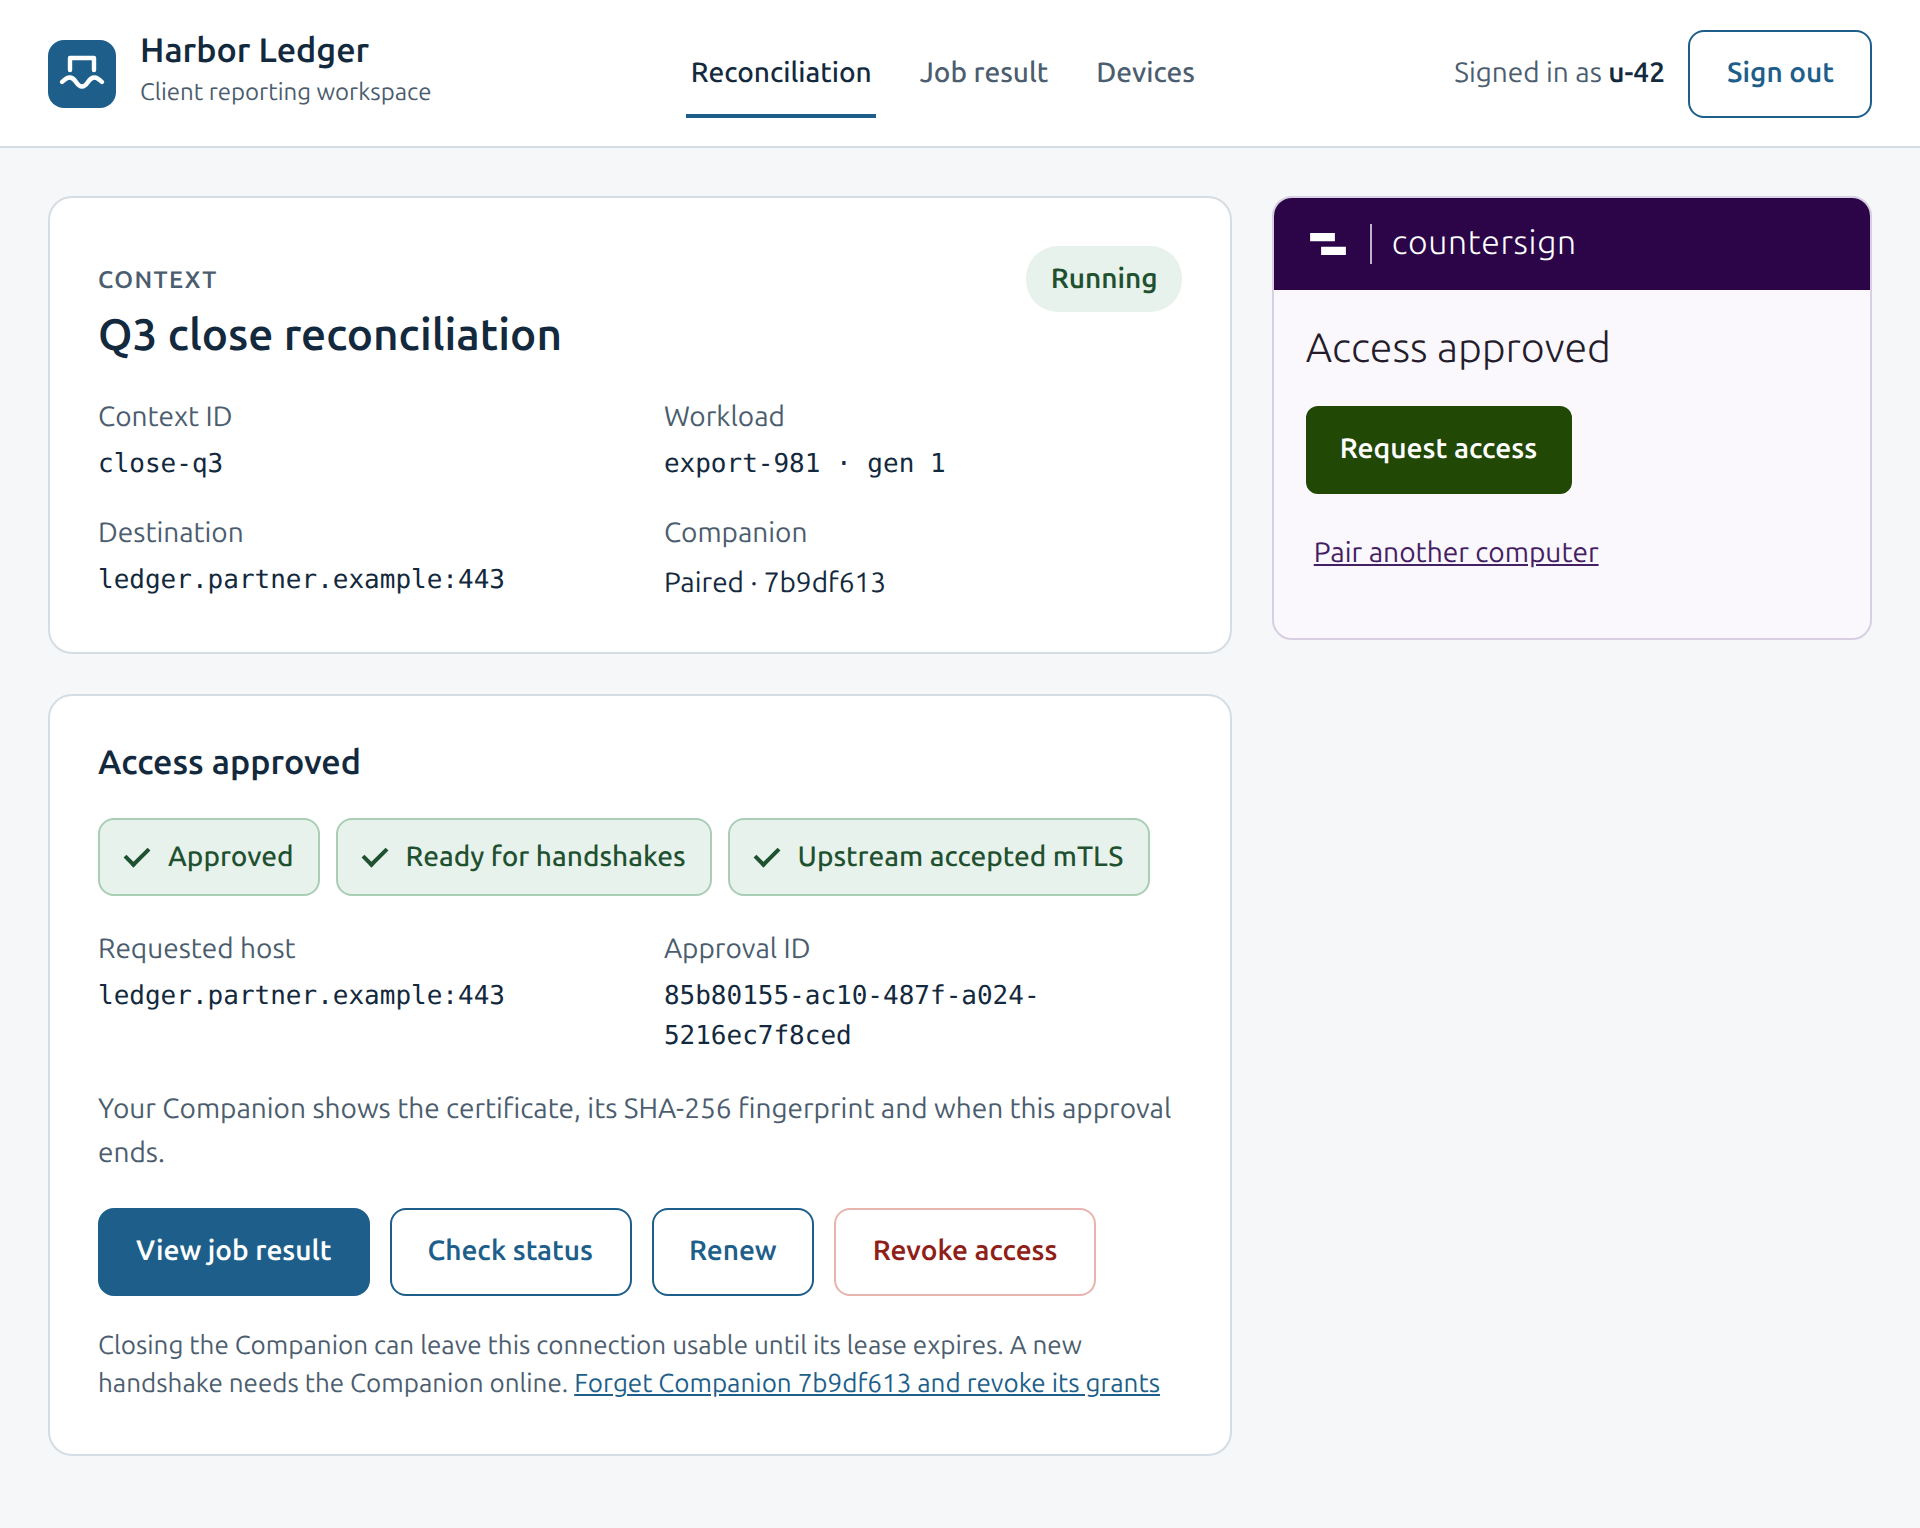 Harbor Ledger
Client reporting workspace
Reconciliation
Job result
Devices
Signed in as u-42
Sign out
CONTEXT
Running
Q3 close reconciliation
Context ID
close-q3
Workload
export-981 · gen 1
Destination
ledger.partner.example:443
Companion
Paired · 7b9df613
countersign
Access approved
Request access
Pair another computer
Access approved
Approved
Ready for handshakes
Upstream accepted mTLS
Requested host
ledger.partner.example:443
Approval ID
85b80155-ac10-487f-a024-
5216ec7f8ced
Your Companion shows the certificate, its SHA-256 fingerprint and when this approval
ends.
View job result
Check status
Renew
Revoke access
Closing the Companion can leave this connection usable until its lease expires. A new
handshake needs the Companion online. Forget Companion 7b9df613 and revoke its grants